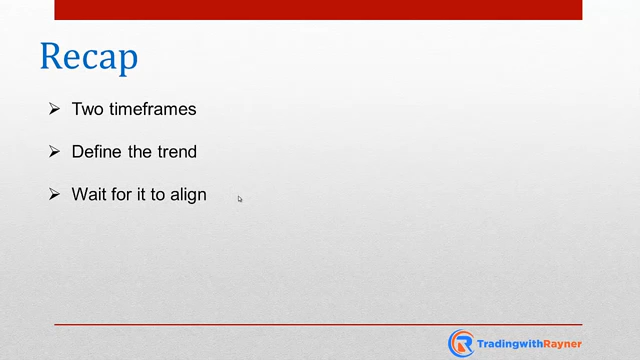 Recap
➢ Two timeframes
➢ Define the trend
➢ Wait for it to align
TradingwithRayner